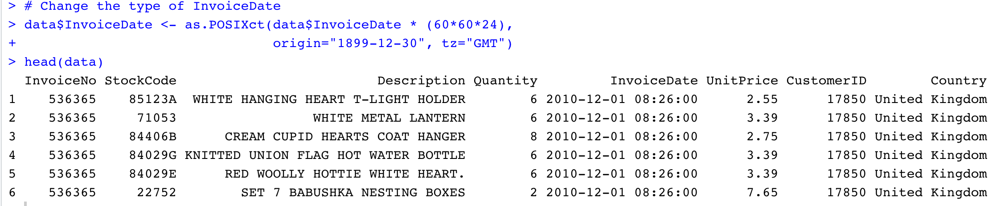 > # Change the type of InvoiceDate
> data$InvoiceDate <- as.POSIXct(data$InvoiceDate * (60*60*24),
+                                origin="1899-12-30", tz="GMT")
> head(data)
  InvoiceNo StockCode                         Description Quantity         InvoiceDate UnitPrice CustomerID        Country
1    536365    85123A  WHITE HANGING HEART T-LIGHT HOLDER        6 2010-12-01 08:26:00      2.55      17850 United Kingdom
2    536365     71053                 WHITE METAL LANTERN        6 2010-12-01 08:26:00      3.39      17850 United Kingdom
3    536365    84406B      CREAM CUPID HEARTS COAT HANGER        8 2010-12-01 08:26:00      2.75      17850 United Kingdom
4    536365    84029G KNITTED UNION FLAG HOT WATER BOTTLE        6 2010-12-01 08:26:00      3.39      17850 United Kingdom
5    536365    84029E      RED WOOLLY HOTTIE WHITE HEART.        6 2010-12-01 08:26:00      3.39      17850 United Kingdom
6    536365     22752        SET 7 BABUSHKA NESTING BOXES        2 2010-12-01 08:26:00      7.65      17850 United Kingdom